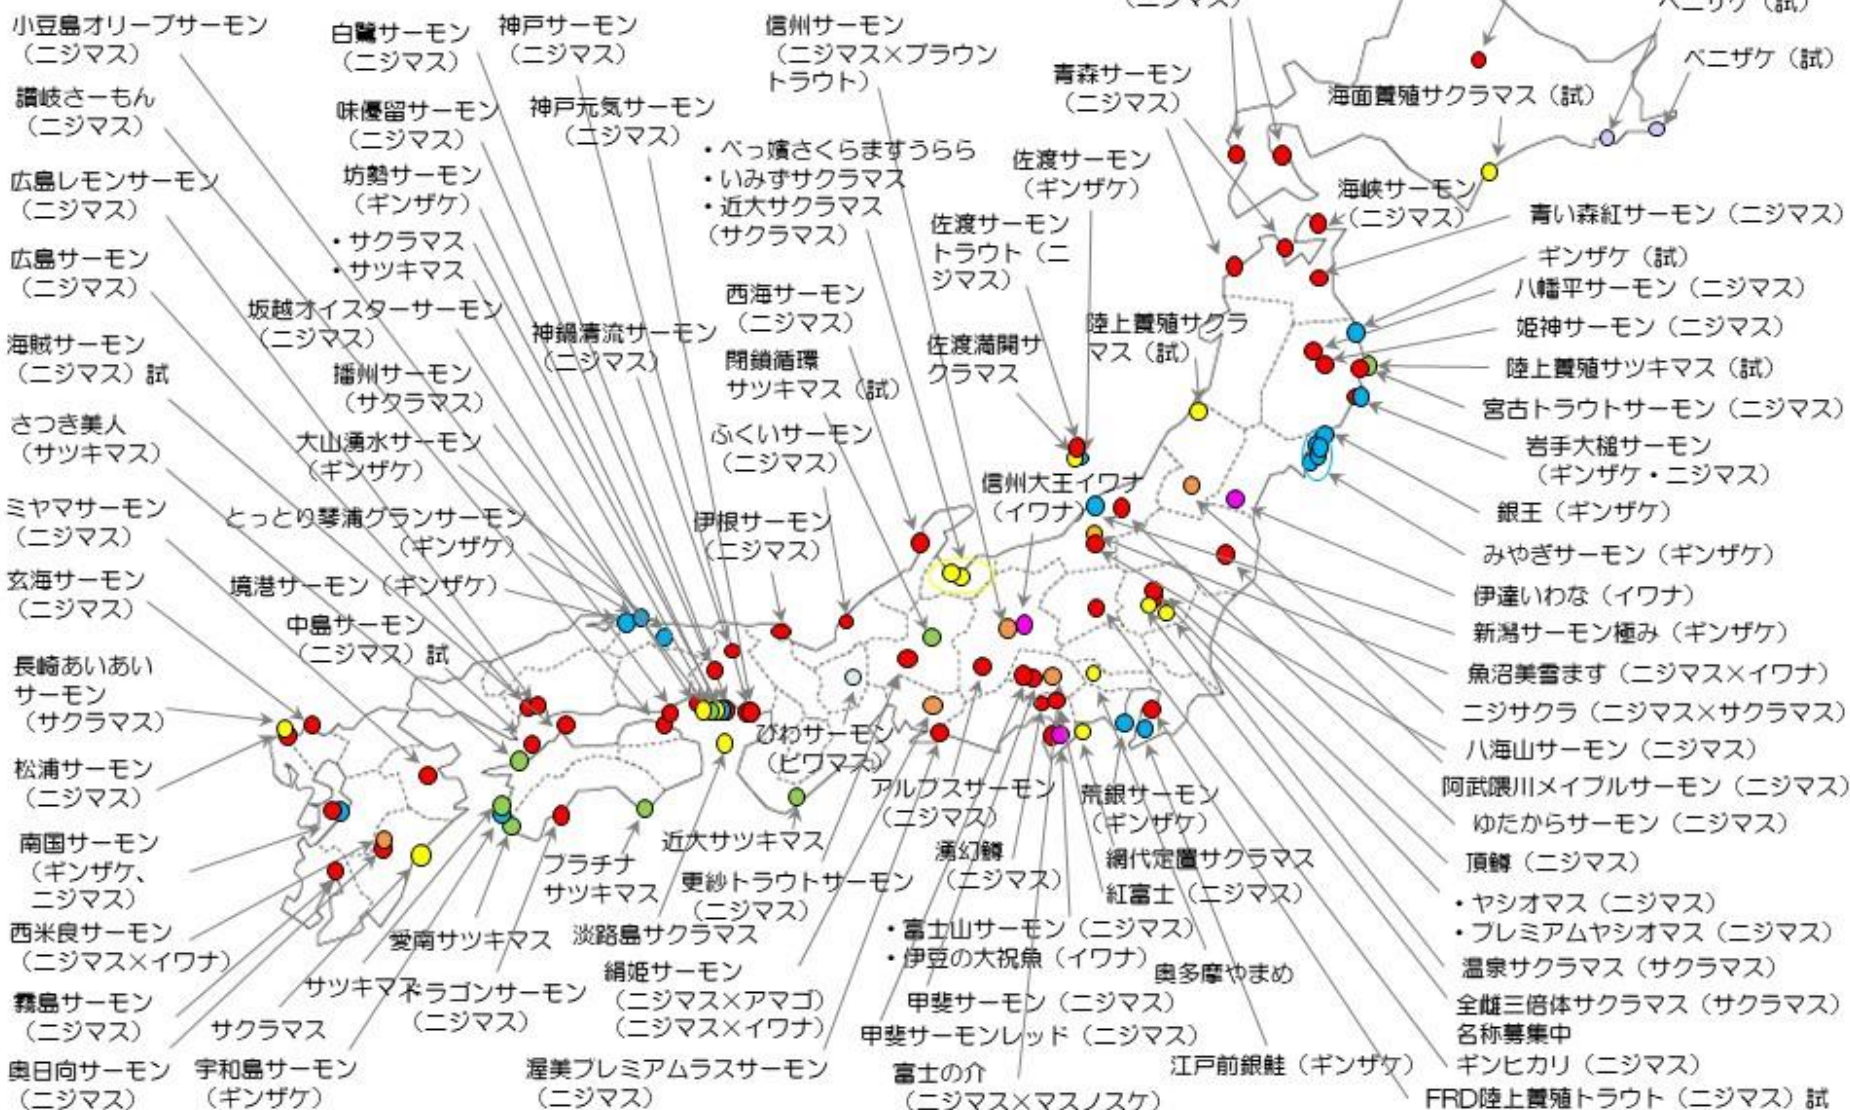 小豆島オリーブサーモン
（ニジマス）
讃岐さーもん
（ニジマス）
広島レモンサーモン
（ニジマス）
広島サーモン
（ニジマス）
海賊サーモン
（ニジマス）試
さつき美人
（サツキマス）
ミヤマサーモン
（ニジマス）
玄海サーモン
（ニジマス）
長崎あいあい
サーモン
（サクラマス）
松浦サーモン
（ニジマス）
南国サーモン
（ギンザケ、
ニジマス）
西米良サーモン
（ニジマス×イワナ）
霧島サーモン
（ニジマス）
奥日向サーモン
（ニジマス）
白鷺サーモン
（ニジマス）
味優留サーモン
（ニジマス）
坊勢サーモン
（ギンザケ）
・サクラマス
・サツキマス
坂越オイスターサーモン
（ニジマス）
播州サーモン
（サクラマス）
大山湧水サーモン
（ギンザケ）
とっとり琴浦グランサーモン
（ギンザケ）
境港サーモン（ギンザケ）
中島サーモン
（ニジマス）試
神戸サーモン
（ニジマス）
神戸元気サーモン
（ニジマス）
神鍋清流サーモン
（ニジマス）
伊根サーモン
（ニジマス）
信州サーモン
（ニジマス×ブラウン
トラウト）
・べっ嬪さくらますうらら
・いみずサクラマス
・近大サクラマス
（サクラマス）
西海サーモン
（ニジマス）
閉鎖循環
サツキマス（試）
ふくいサーモン
（ニジマス）
佐渡サーモン
（ギンザケ）
佐渡サーモン
トラウト（ニ
ジマス）
佐渡満開サ
クラマス
信州大王イワナ
（イワナ）
陸上養殖サクラ
マス（試）
（ニジマス）
青森サーモン
（ニジマス）
ベニザケ（試）
ベニザケ（試）
海面養殖サクラマス（試）
海峡サーモン
（ニジマス）
青い森紅サーモン（ニジマス）
ギンザケ（試）
八幡平サーモン（ニジマス）
姫神サーモン（ニジマス）
陸上養殖サツキマス（試）
宮古トラウトサーモン（ニジマス）
岩手大槌サーモン
（ギンザケ・ニジマス）
銀王（ギンザケ）
みやぎサーモン（ギンザケ）
伊達いわな（イワナ）
新潟サーモン極み（ギンザケ）
魚沼美雪ます（ニジマス×イワナ）
ニジサクラ（ニジマス×サクラマス）
八海山サーモン（ニジマス）
阿武隈川メイプルサーモン（ニジマス）
ゆたからサーモン（ニジマス）
頂鱒（ニジマス）
・ヤシオマス（ニジマス）
・プレミアムヤシオマス（ニジマス）
温泉サクラマス（サクラマス）
全雌三倍体サクラマス（サクラマス）
名称募集中
ギンヒカリ（ニジマス）
FRD陸上養殖トラウト（ニジマス）試
びわサーモン
（ビワマス）
アルプスサーモン
（ニジマス）
荒銀サーモン
（ギンザケ）
近大サツキマス
湧幻鱒
（ニジマス）
網代定置サクラマス
紅富士（ニジマス）
プラチナ
サツキマス
更紗トラウトサーモン
（ニジマス）
愛南サツキマス
淡路島サクラマス
・富士山サーモン（ニジマス）
・伊豆の大祝魚（イワナ）
奥多摩やまめ
サツキマス
ドラゴンサーモン
（ニジマス）
絹姫サーモン
（ニジマス×アマゴ）
（ニジマス×イワナ）
甲斐サーモン（ニジマス）
甲斐サーモンレッド（ニジマス）
サクラマス
宇和島サーモン
（ギンザケ）
渥美プレミアムラスサーモン
（ニジマス）
富士の介
（ニジマス×マスノスケ）
江戸前銀鮭（ギンザケ）